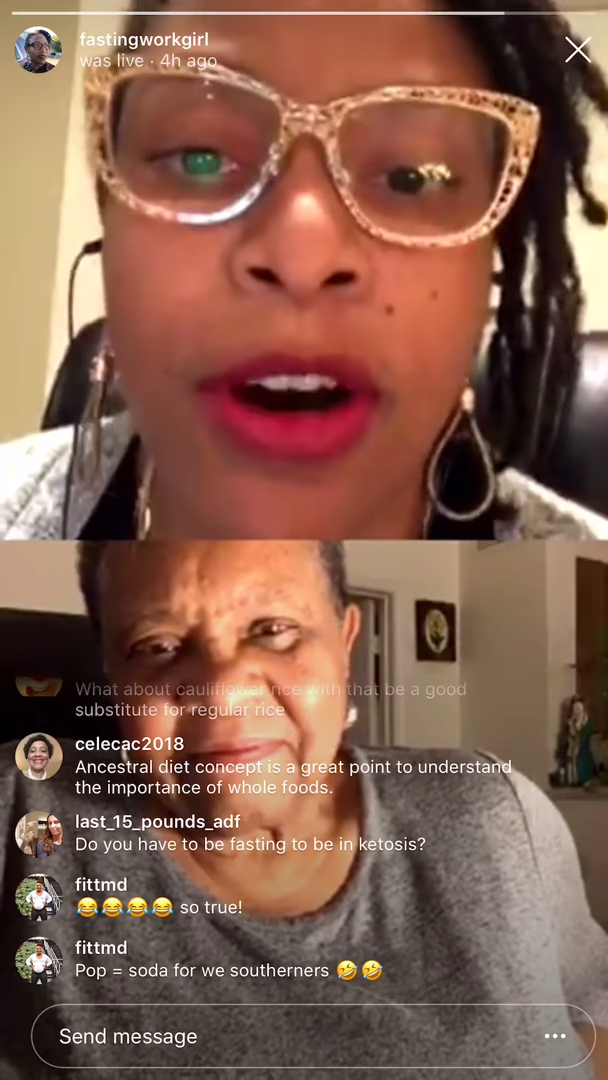 fastingworkgirl
was live · 4h ago
What about cauliflower rice with that be a good
substitute for regular rice
celecac2018
Ancestral diet concept is a great point to understand
the importance of whole foods.
last_15_pounds_adf
Do you have to be fasting to be in ketosis?
fittmd
😂😂😂😂 so true!
fittmd
Pop = soda for we southerners 🤣🤣
Send message